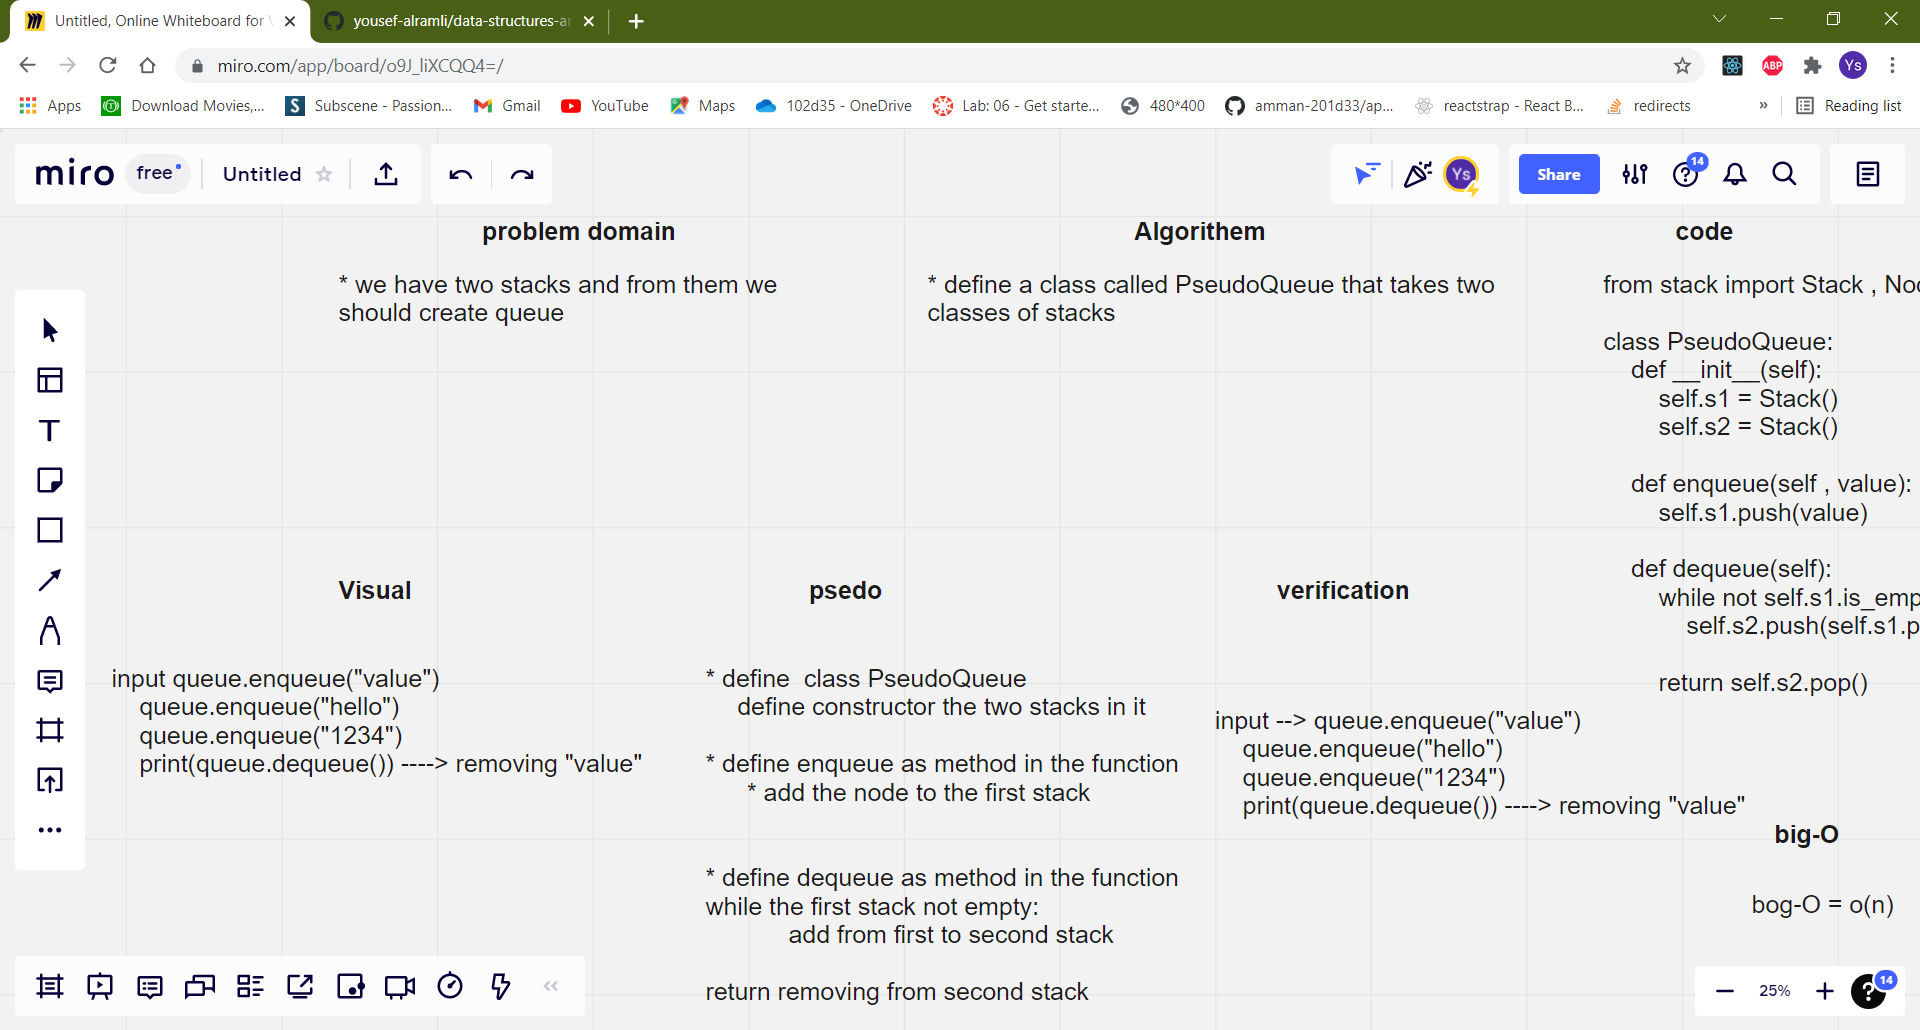 Untitled, Online Whiteboard for
yousef-alramli/data-structures-a
miro.com/app/board/o9J_liXCQQ4=/
ABP
Ys
Apps
Download Movies,...
Subscene - Passion...
Gmail
YouTube
Maps
102d35 - OneDrive
Lab: 06 - Get starte...
480*400
amman-201d33/ap...
reactstrap - React B...
redirects
»
Reading list
miro
free
Untitled
Ys
Share
14
problem domain
* we have two stacks and from them we
should create queue
Algorithem
* define a class called PseudoQueue that takes two
classes of stacks
code
from stack import Stack , Noc
class PseudoQueue:
def __init__(self):
self.s1 = Stack()
self.s2 = Stack()
def enqueue(self , value):
self.s1.push(value)
def dequeue(self):
while not self.s1.is_emp
self.s2.push(self.s1.p
return self.s2.pop()
Visual
input queue.enqueue("value")
queue.enqueue("hello")
queue.enqueue("1234")
print(queue.dequeue()) ----> removing "value"
psedo
* define  class PseudoQueue
define constructor the two stacks in it
* define enqueue as method in the function
* add the node to the first stack
* define dequeue as method in the function
while the first stack not empty:
add from first to second stack
return removing from second stack
verification
input --> queue.enqueue("value")
queue.enqueue("hello")
queue.enqueue("1234")
print(queue.dequeue()) ----> removing "value"
big-O
bog-O = o(n)
25%
?
14